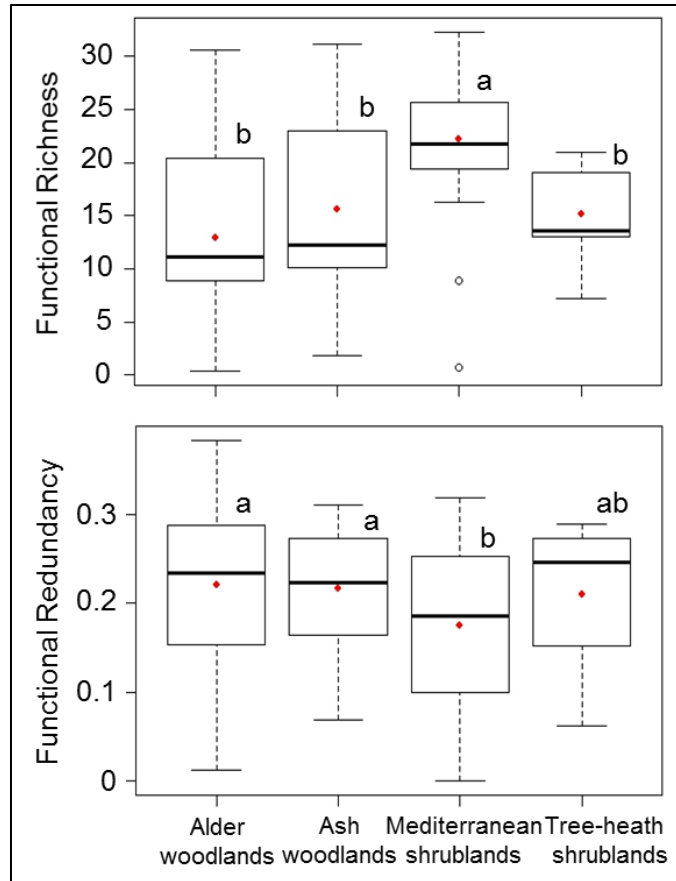 Functional Richness
30
25
20
15
10
5
0
b
b
a
b
Functional Redundancy
0.3
0.2
0.1
0
a
a
b
ab
Alder
woodlands
Ash
woodlands
Mediterranean
shrublands
Tree-heath
shrublands